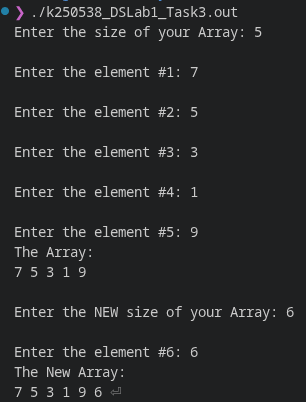 ❯ ./k250538_DSLab1_Task3.out
Enter the size of your Array: 5
Enter the element #1: 7
Enter the element #2: 5
Enter the element #3: 3
Enter the element #4: 1
Enter the element #5: 9
The Array:
7 5 3 1 9
Enter the NEW size of your Array: 6
Enter the element #6: 6
The New Array:
7 5 3 1 9 6 ⏎